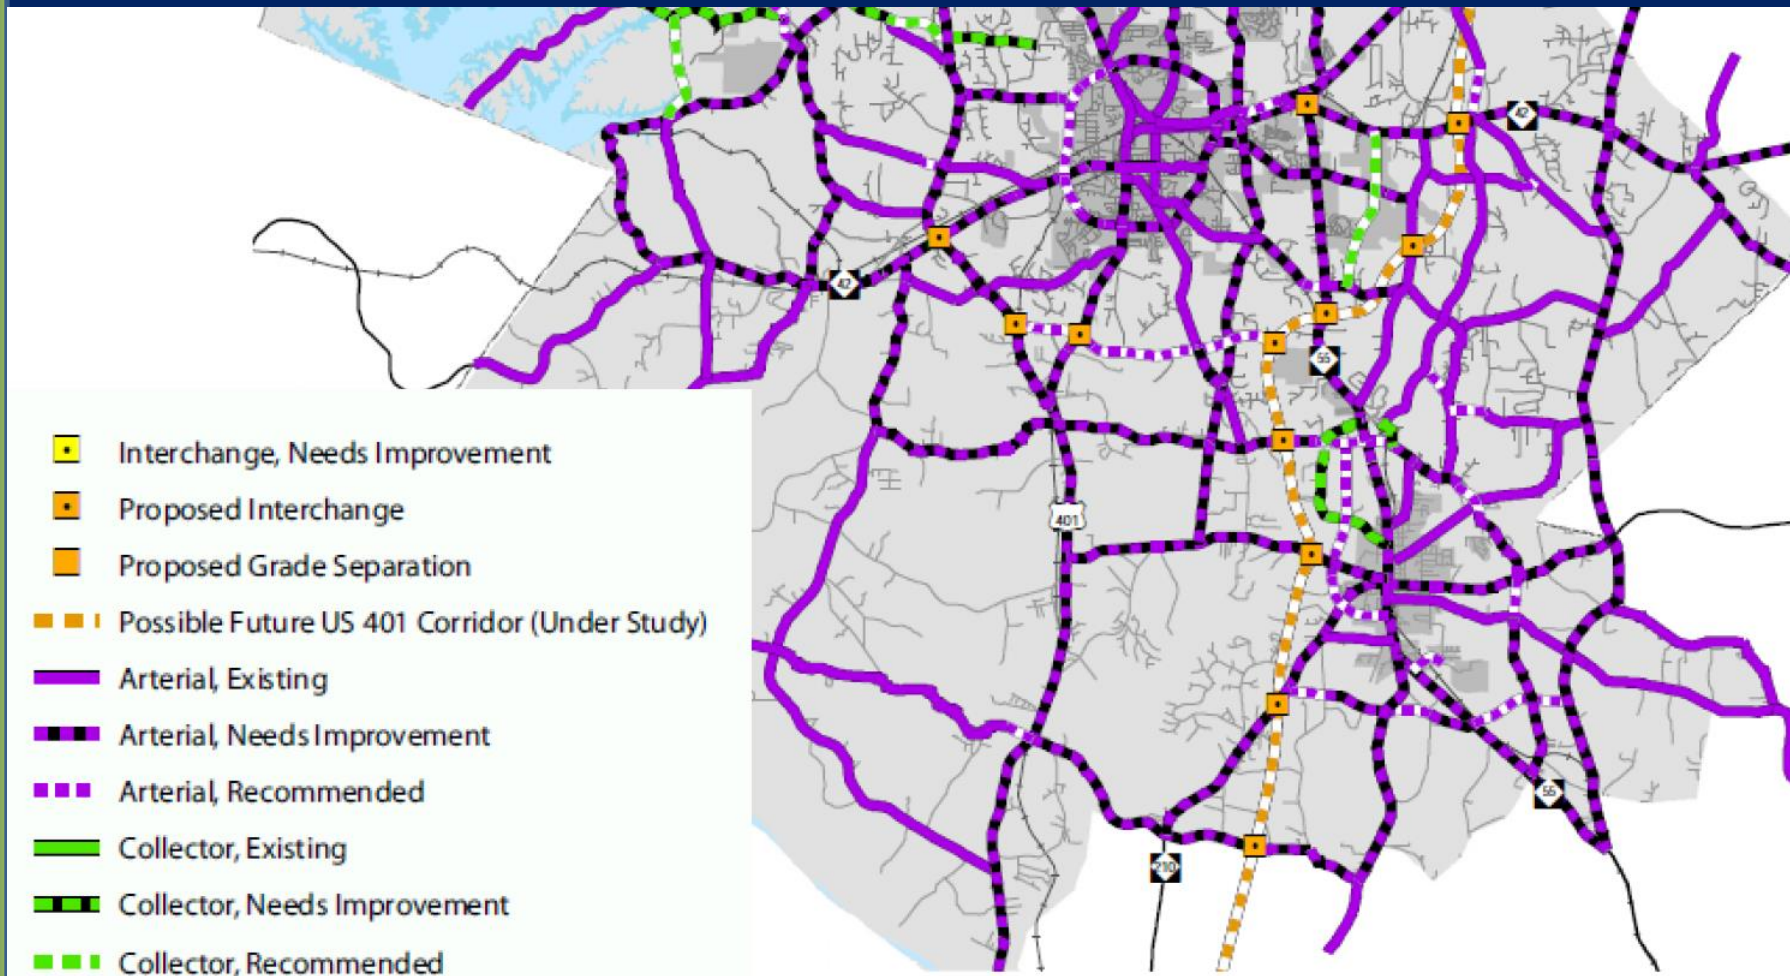 42
42
55
401
210
55
Interchange, Needs Improvement
Proposed Interchange
Proposed Grade Separation
Possible Future US 401 Corridor (Under Study)
Arterial, Existing
Arterial, Needs Improvement
Arterial, Recommended
Collector, Existing
Collector, Needs Improvement
Collector, Recommended